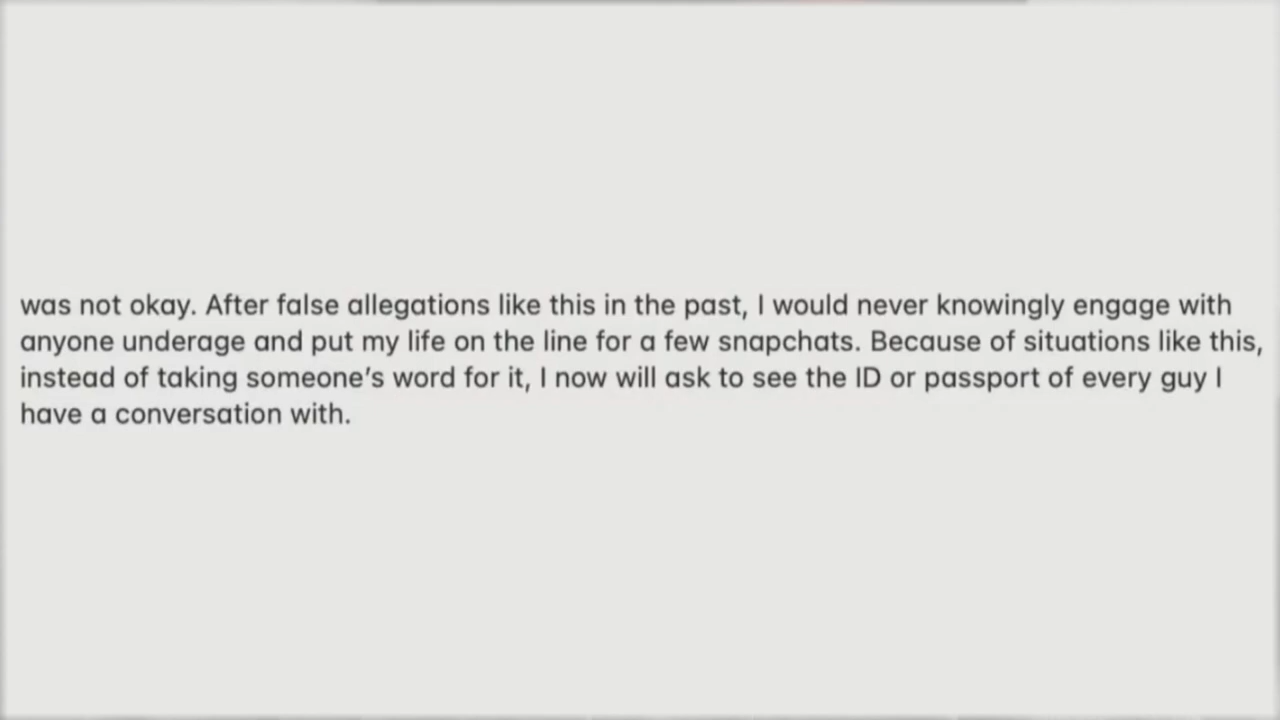 was not okay. After false allegations like this in the past, I would never knowingly engage with
anyone underage and put my life on the line for a few snapchats. Because of situations like this,
instead of taking someone's word for it, I now will ask to see the ID or passport of every guy I
have a conversation with.